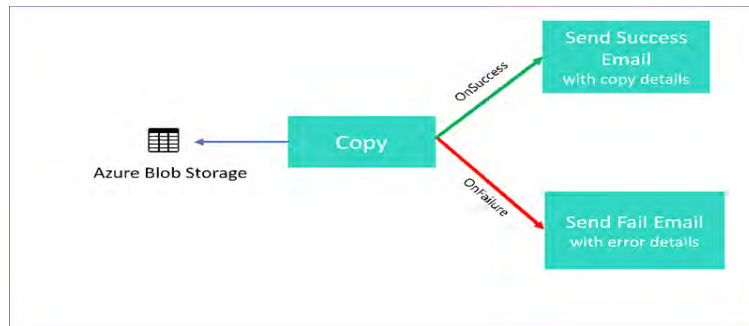 Send Success
Email
with copy details
OnSuccess
Copy
Azure Blob Storage
OnFailure
Send Fail Email
with error details